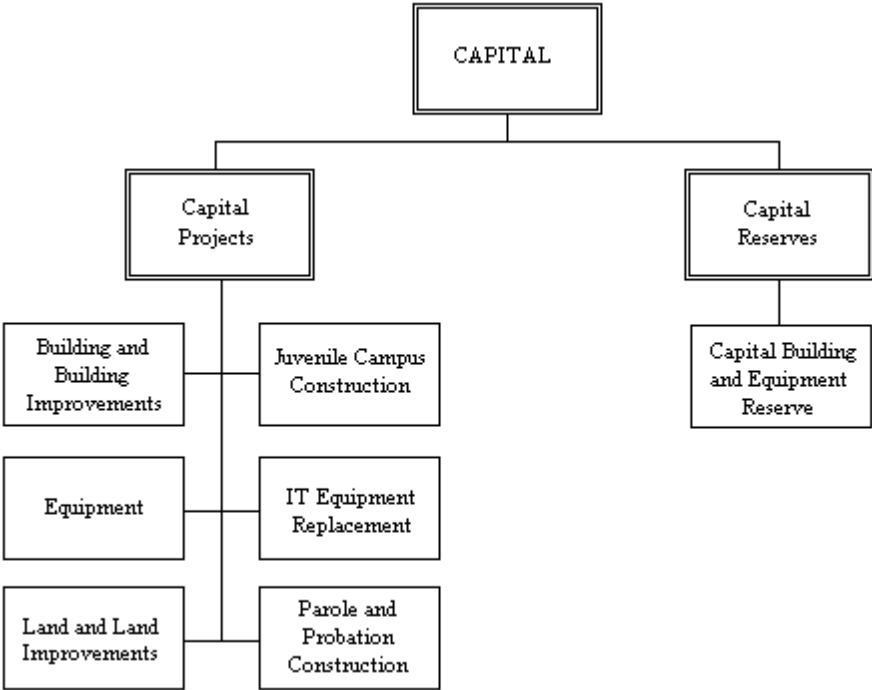 CAPITAL
Capital
Projects
Capital
Reserves
Building and
Building
Improvements
Juvenile Campus
Construction
Capital Building
and Equipment
Reserve
Equipment
IT Equipment
Replacement
Land and Land
Improvements
Parole and
Probation
Construction